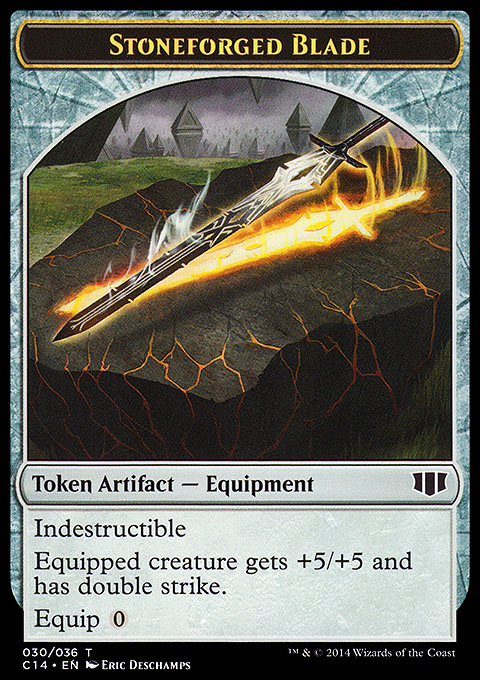 Stoneforged Blade
Token Artifact — Equipment
Indestructible
Equipped creature gets +5/+5 and
has double strike.
Equip 0
030/036 T
C14 • EN Eric Deschamps
™ & © 2014 Wizards of the Coast